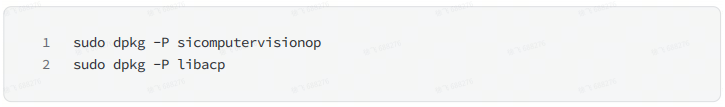 1 sudo dpkg -P sicomputervisionop
2 sudo dpkg -P libacp